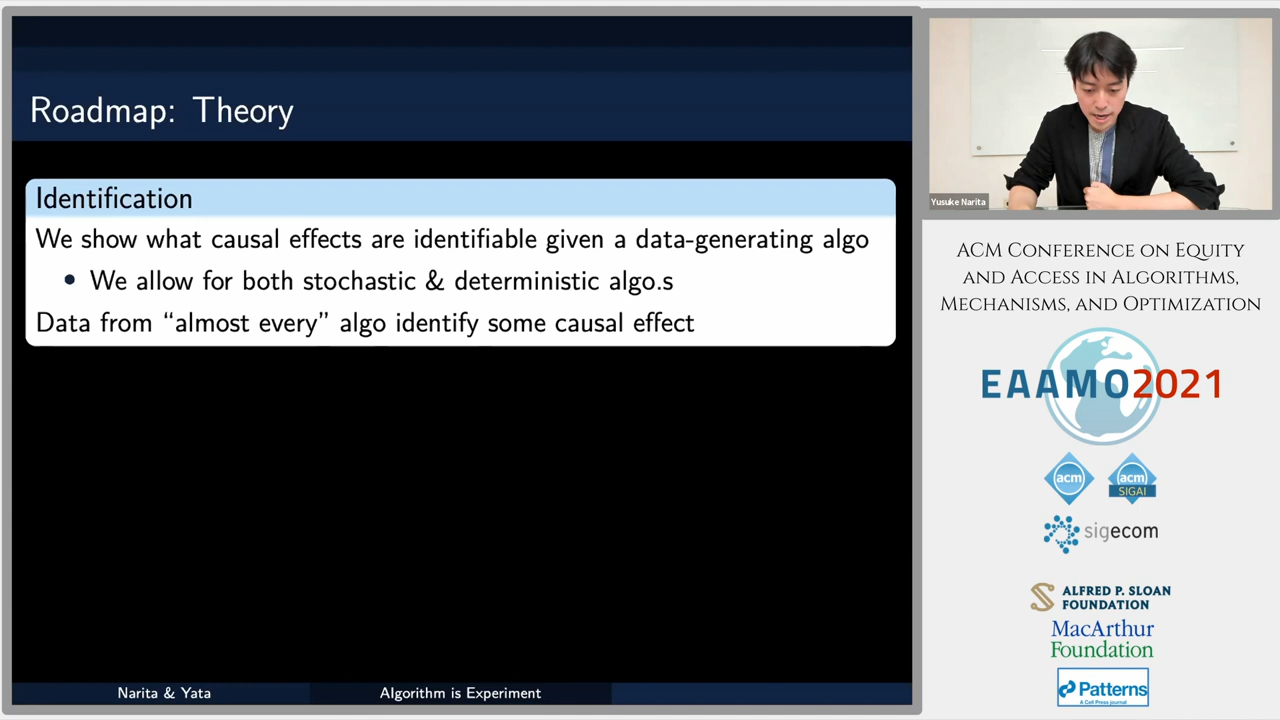 Roadmap: Theory
Identification
We show what causal effects are identifiable given a data-generating algo
• We allow for both stochastic & deterministic algo.s
Data from “almost every” algo identify some causal effect
Narita & Yata
Algorithm is Experiment
Yusuke Narita
ACM Conference on Equity
and Access in Algorithms,
Mechanisms, and Optimization
EAAMO2021
acm
acm
SIGAI
sigecom
ALFRED P. SLOAN
FOUNDATION
MacArthur
Foundation
Patterns
A Cell Press journal